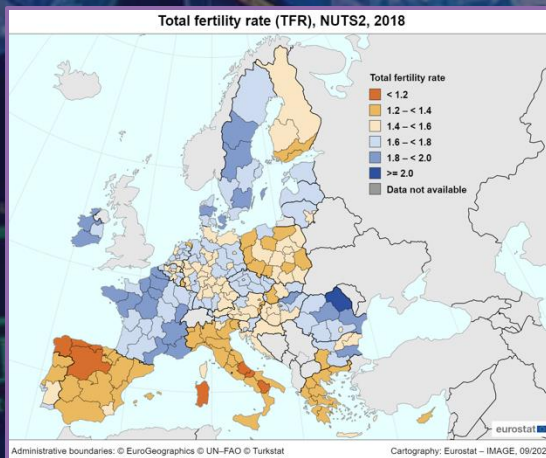 Total fertility rate (TFR), NUTS2, 2018
Total fertility rate
< 1.2
1.2 – < 1.4
1.4 – < 1.6
1.6 – < 1.8
1.8 – < 2.0
>= 2.0
Data not available
eurostat
Administrative boundaries: © EuroGeographics © UN–FAO © Turkstat
Cartography: Eurostat – IMAGE, 09/202